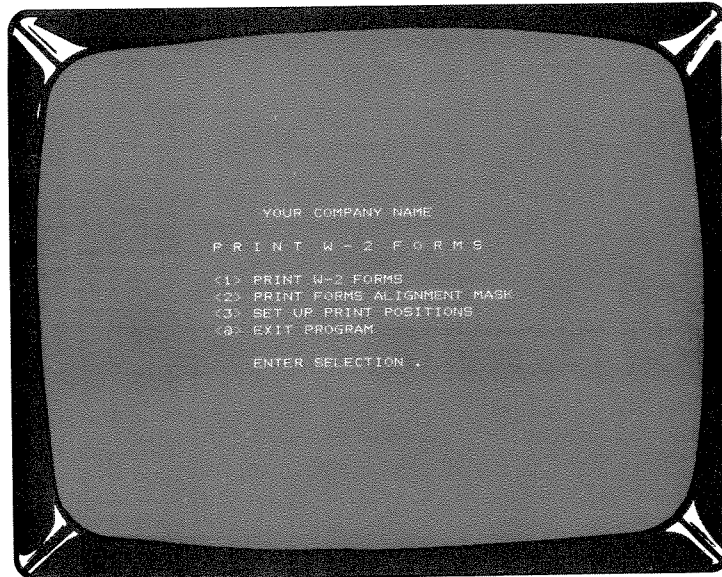 YOUR COMPANY NAME
P R I N T W - 2 F O R M S
<1> PRINT W-2 FORMS
<2> PRINT FORMS ALIGNMENT MASK
<3> SET UP PRINT POSITIONS
<@> EXIT PROGRAM
ENTER SELECTION .